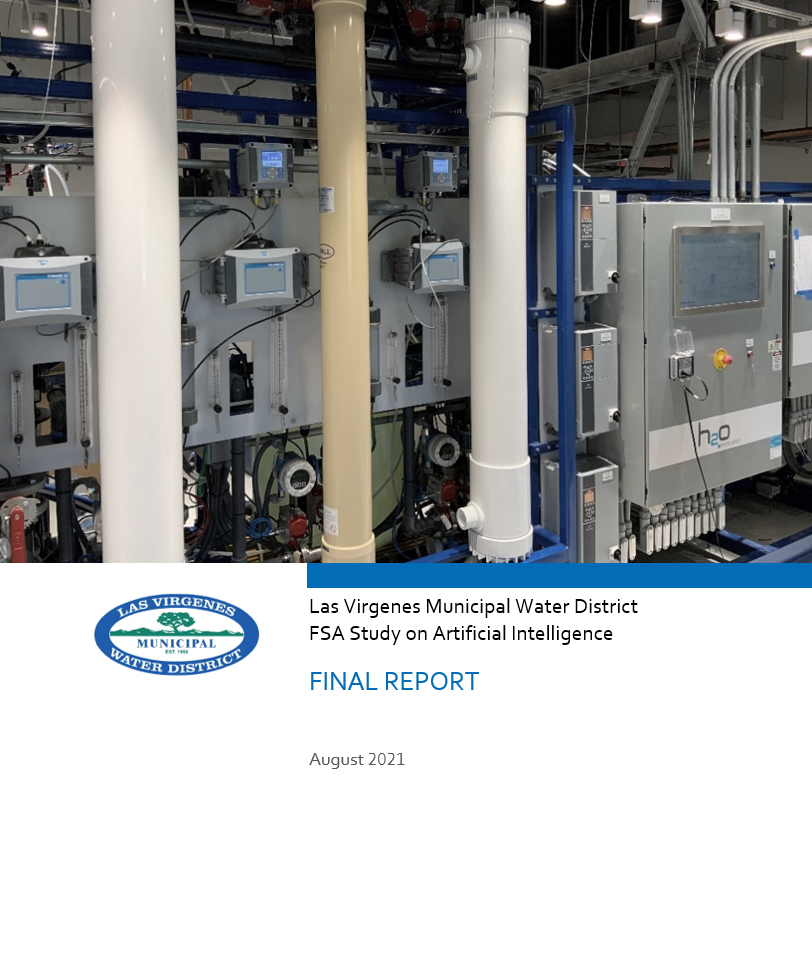 h2O
LAS VIRGENES
MUNICIPAL
EST. 1958
WATER DISTRICT
Las Virgenes Municipal Water District
FSA Study on Artificial Intelligence
FINAL REPORT
August 2021